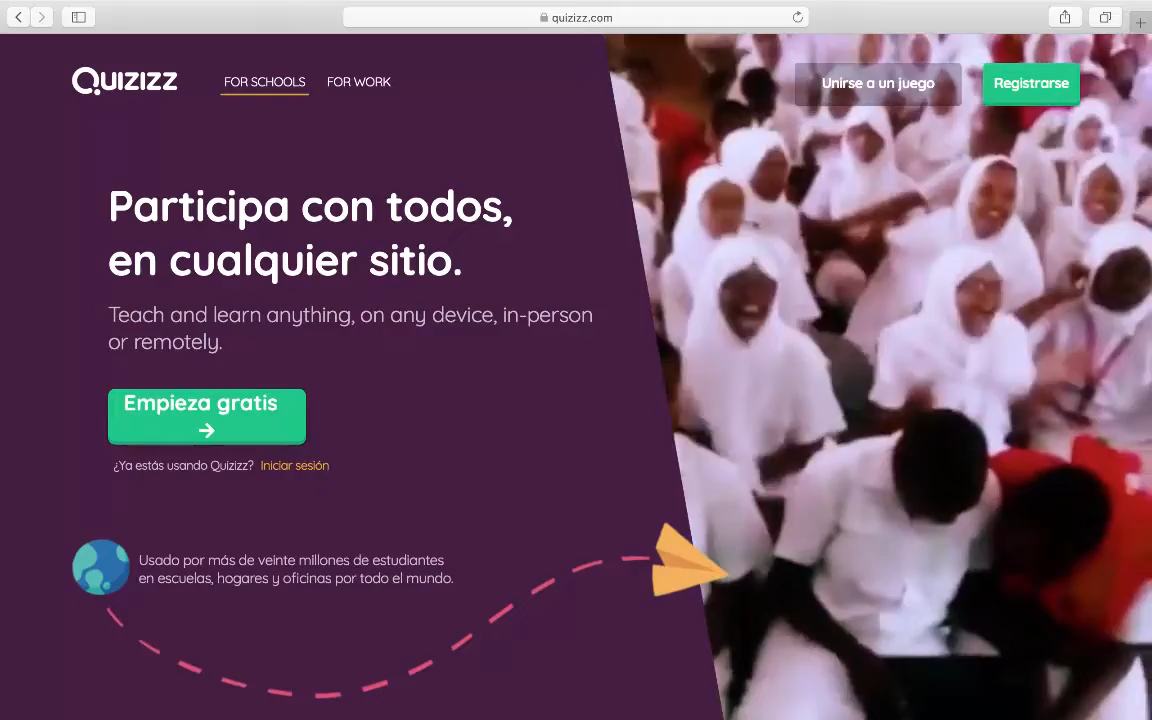 quizizz.com
Quizizz
FOR SCHOOLS
FOR WORK
Unirse a un juego
Registrarse
Participa con todos,
en cualquier sitio.
Teach and learn anything, on any device, in-person
or remotely.
Empieza gratis
→
¿Ya estás usando Quizizz? Iniciar sesión
Usado por más de veinte millones de estudiantes
en escuelas, hogares y oficinas por todo el mundo.